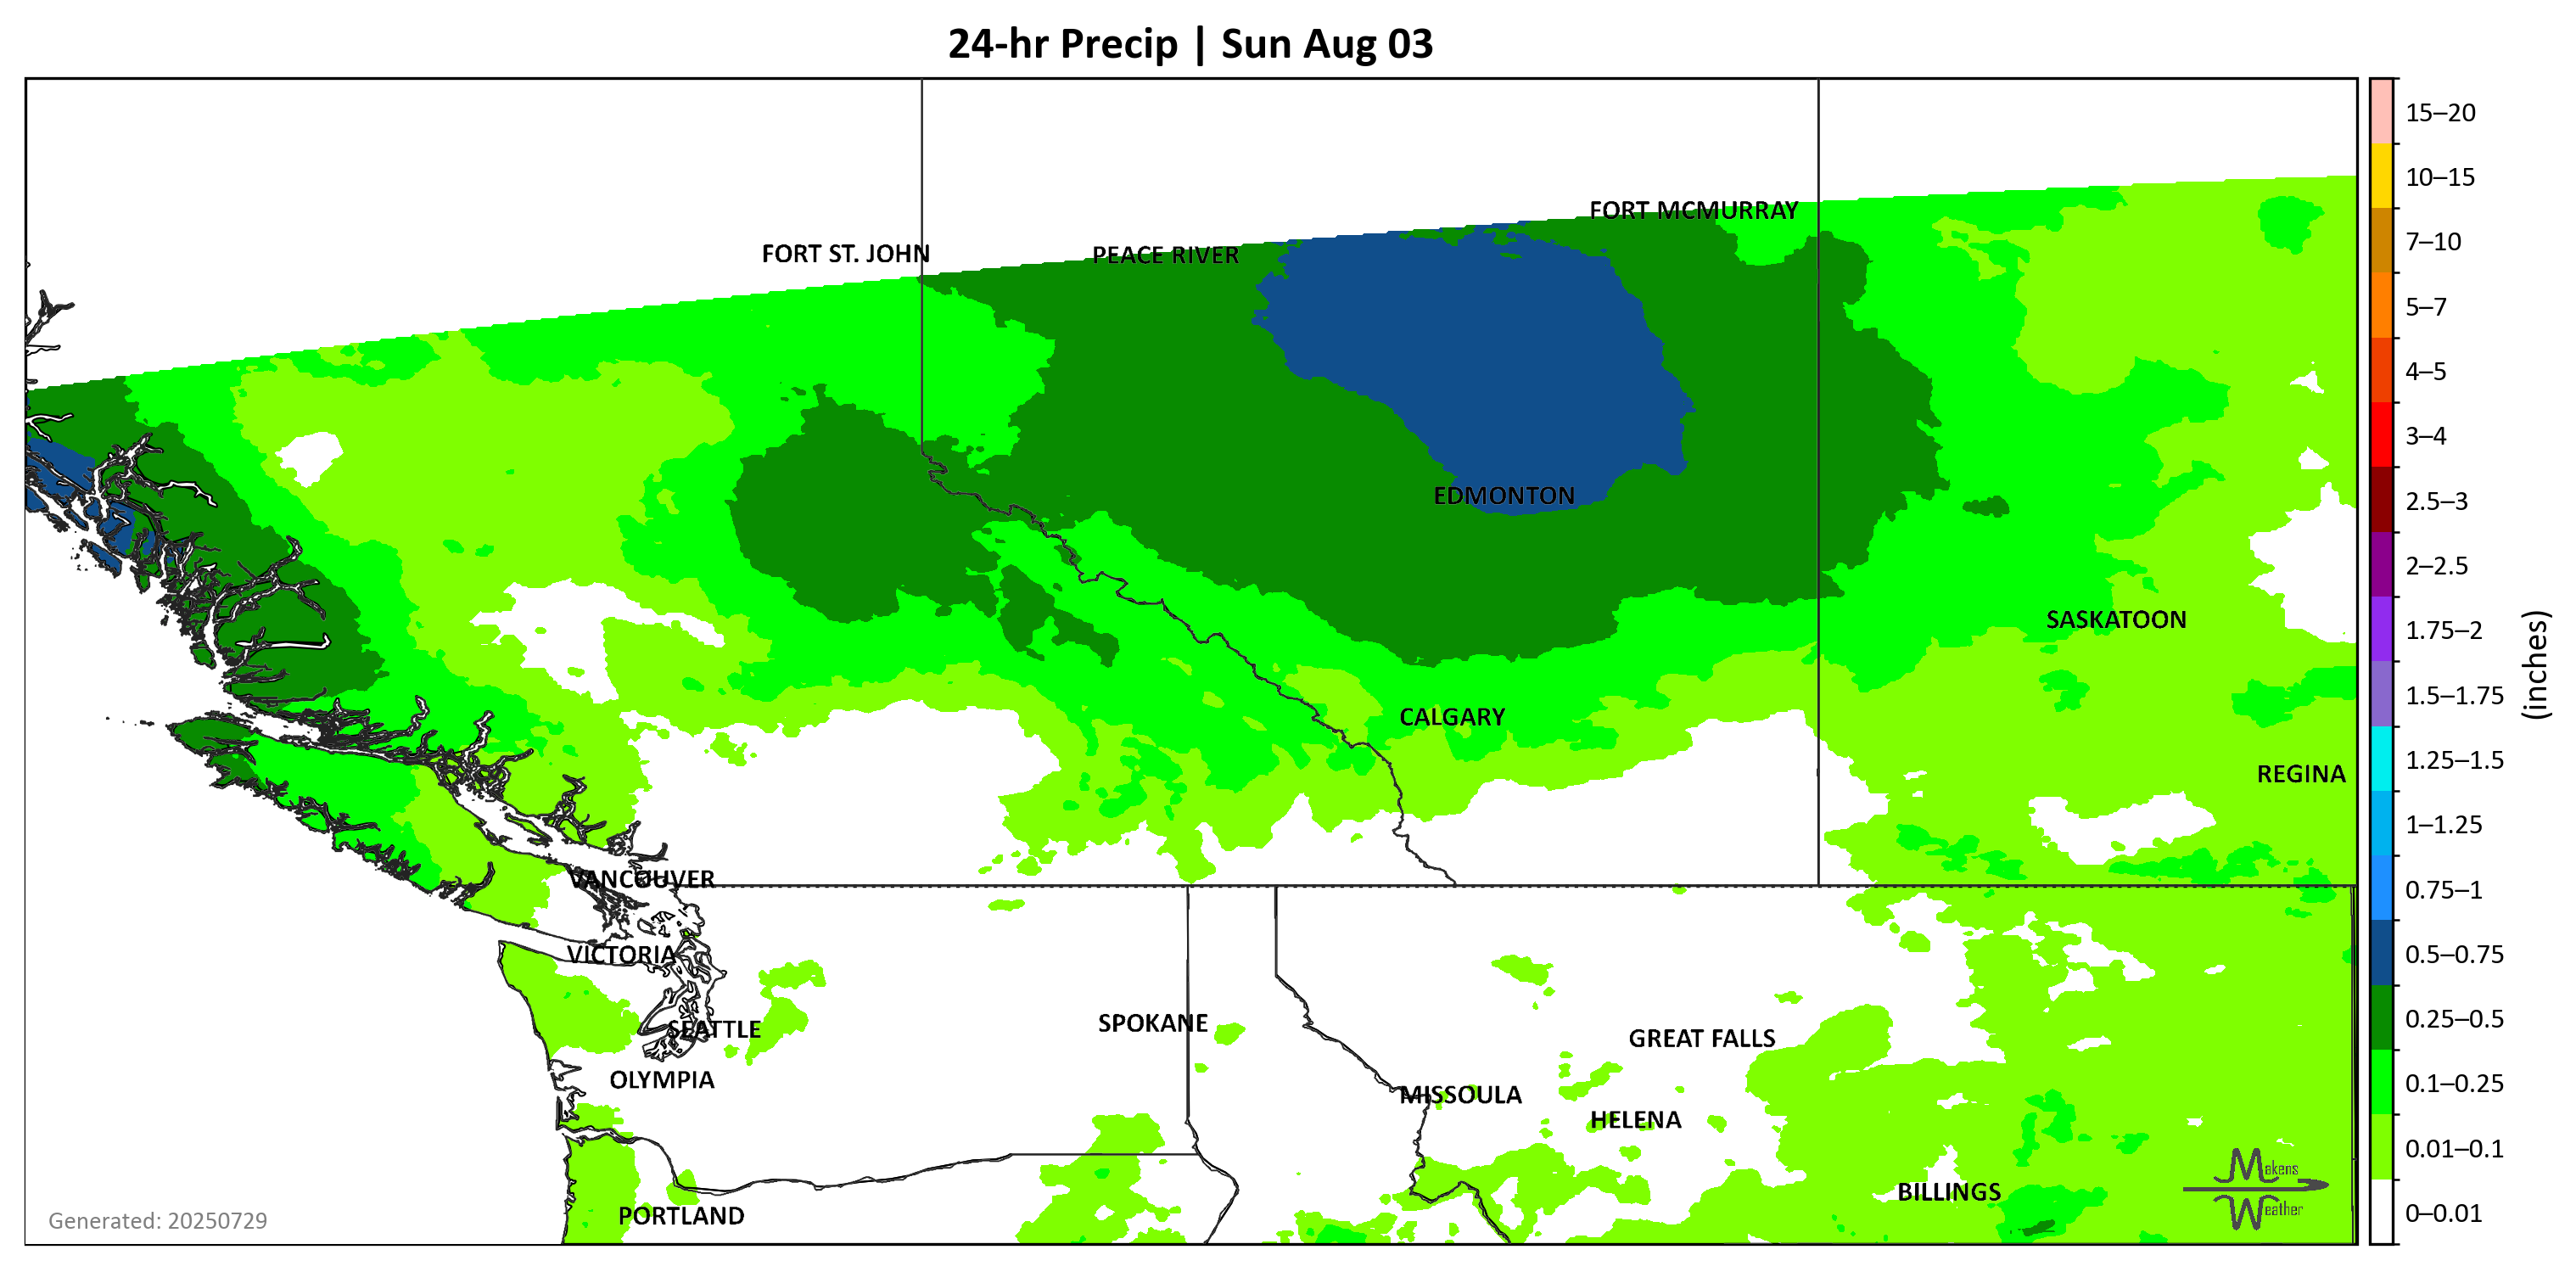 24-hr Precip | Sun Aug 03
FORT MCMURRAY
FORT ST. JOHN
PEACE RIVER
EDMONTON
SASKATOON
CALGARY
REGINA
VANCOUVER
VICTORIA
SPOKANE
SEATTLE
GREAT FALLS
OLYMPIA
MISSOULA
HELENA
BILLINGS
PORTLAND
Generated: 20250729
Makens
Weather
15–20
10–15
7–10
5–7
4–5
3–4
2.5–3
2–2.5
1.75–2
1.5–1.75
1.25–1.5
1–1.25
0.75–1
0.5–0.75
0.25–0.5
0.1–0.25
0.01–0.1
0–0.01
(inches)